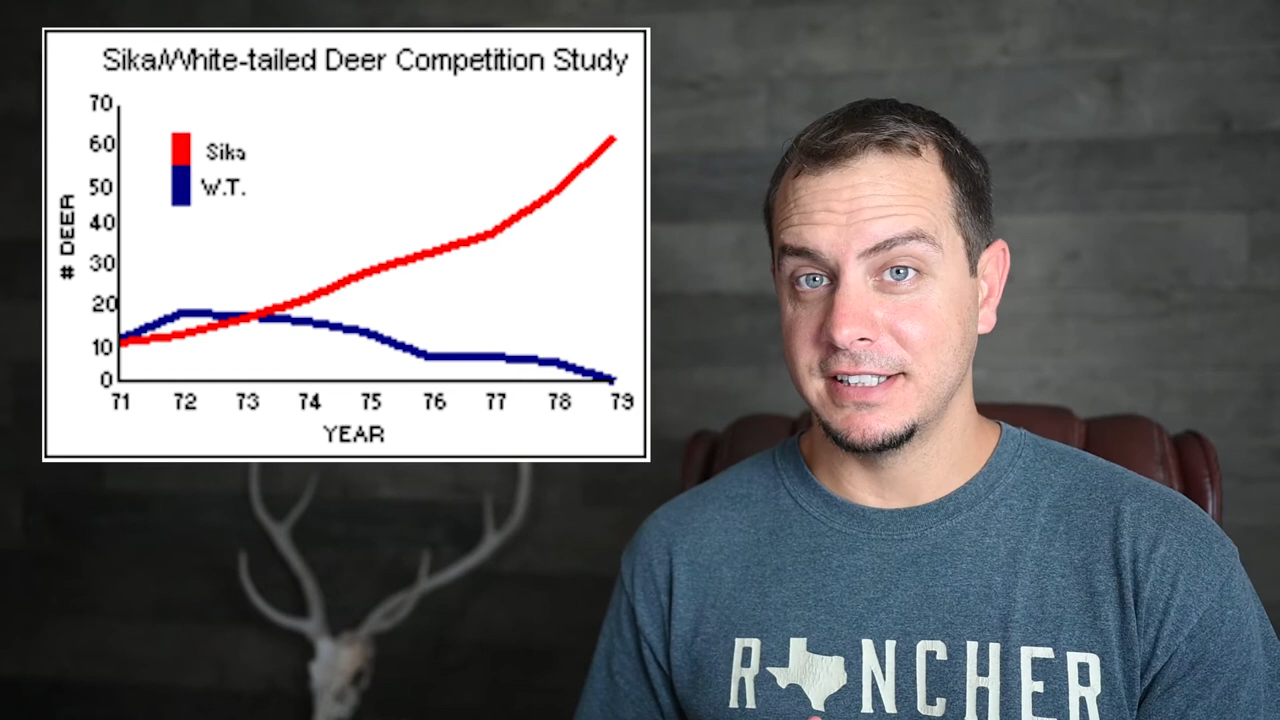 Sika/White-tailed Deer Competition Study
70
60
50
40
30
20
10
0
# DEER
Sika
W.T.
71 72 73 74 75 76 77 78 79
YEAR
R NCHER